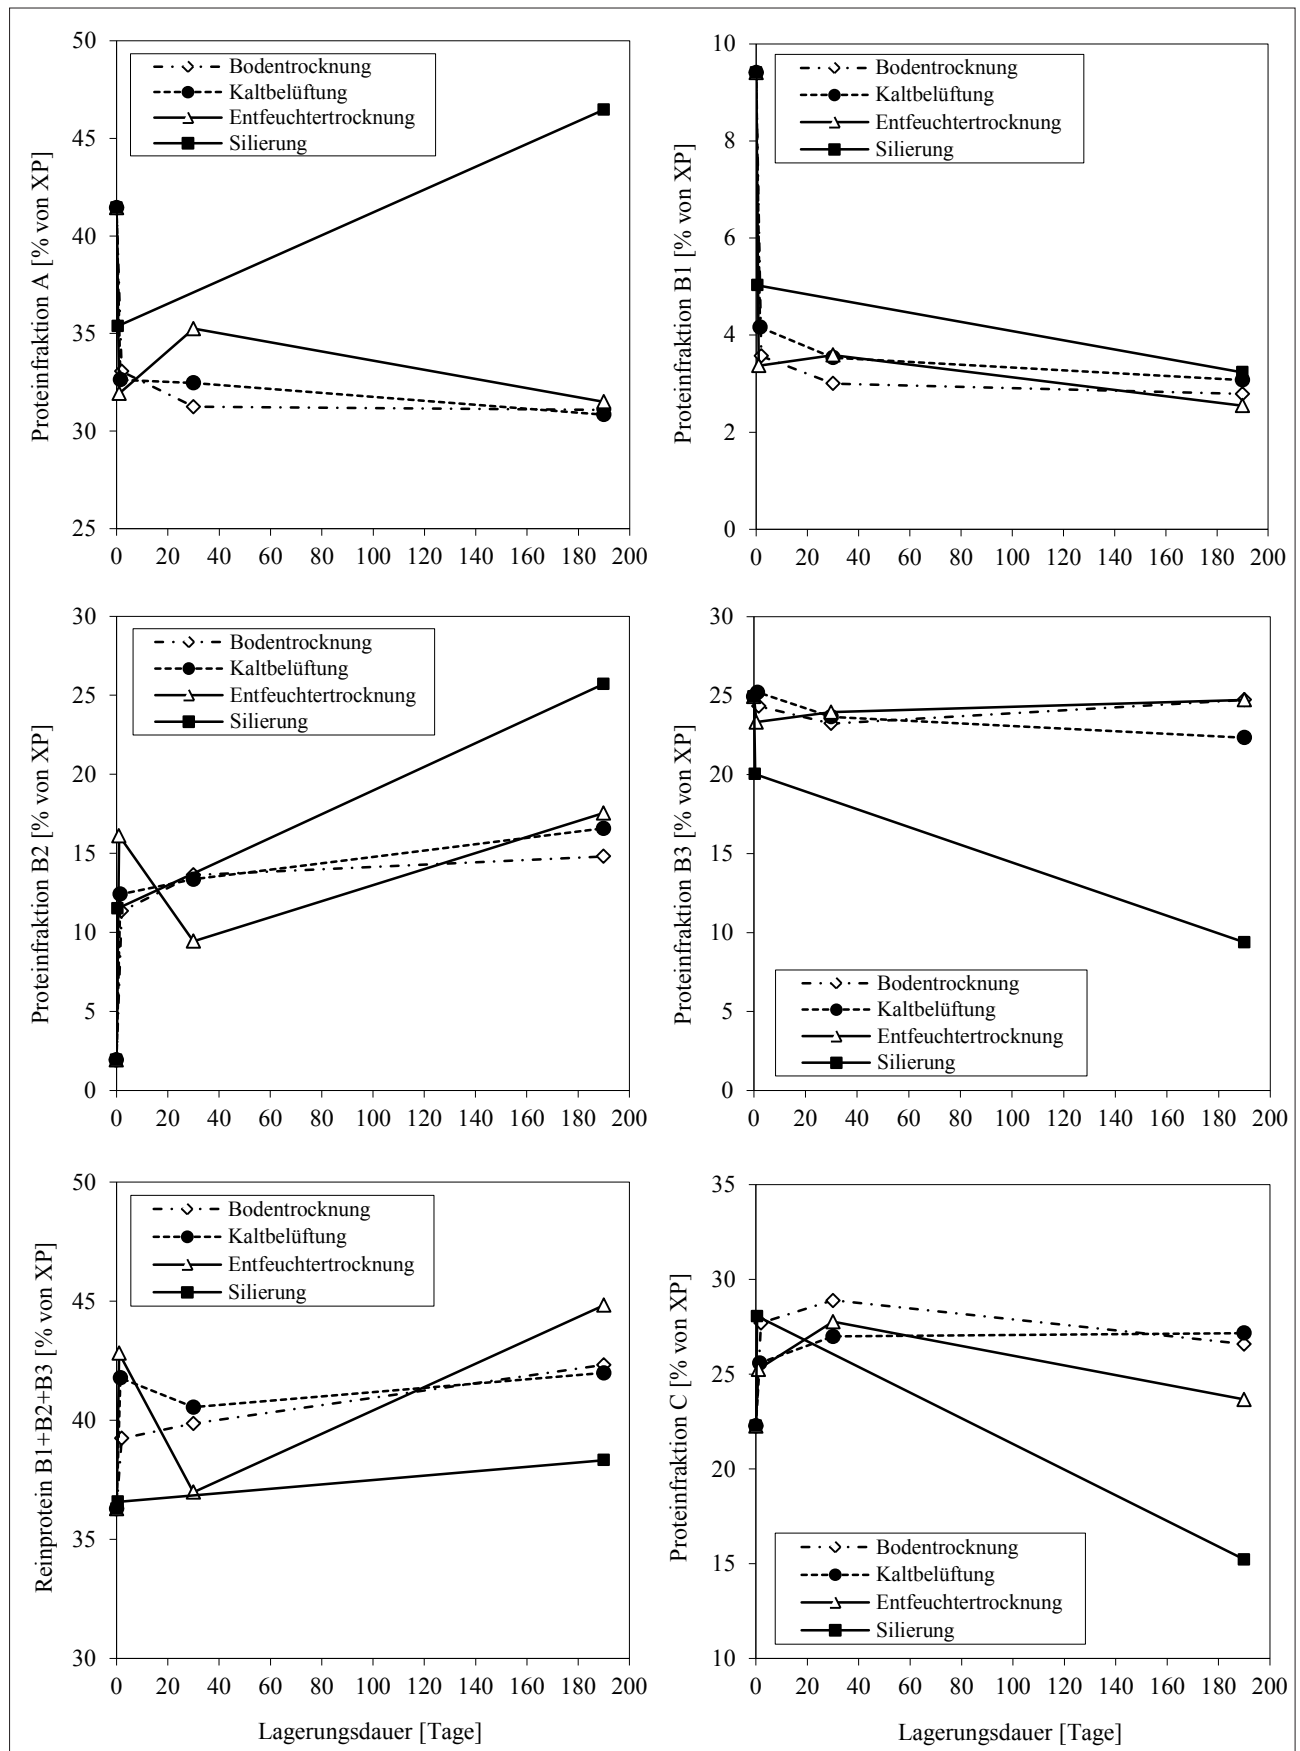 Proteinfraktion A [% von XP]
50
45
40
35
30
25
Bodentrocknung
Kaltbelüftung
Entfeuchtertrocknung
Silierung
0 20 40 60 80 100 120 140 160 180 200
Proteinfraktion B1 [% von XP]
10
8
6
4
2
0
Bodentrocknung
Kaltbelüftung
Entfeuchtertrocknung
Silierung
0 20 40 60 80 100 120 140 160 180 200
Proteinfraktion B2 [% von XP]
30
25
20
15
10
5
0
Bodentrocknung
Kaltbelüftung
Entfeuchtertrocknung
Silierung
0 20 40 60 80 100 120 140 160 180 200
Proteinfraktion B3 [% von XP]
30
25
20
15
10
5
0
Bodentrocknung
Kaltbelüftung
Entfeuchtertrocknung
Silierung
0 20 40 60 80 100 120 140 160 180 200
Reinprotein B1+B2+B3 [% von XP]
50
45
40
35
30
Bodentrocknung
Kaltbelüftung
Entfeuchtertrocknung
Silierung
0 20 40 60 80 100 120 140 160 180 200
Lagerungsdauer [Tage]
Proteinfraktion C [% von XP]
35
30
25
20
15
10
Bodentrocknung
Kaltbelüftung
Entfeuchtertrocknung
Silierung
0 20 40 60 80 100 120 140 160 180 200
Lagerungsdauer [Tage]